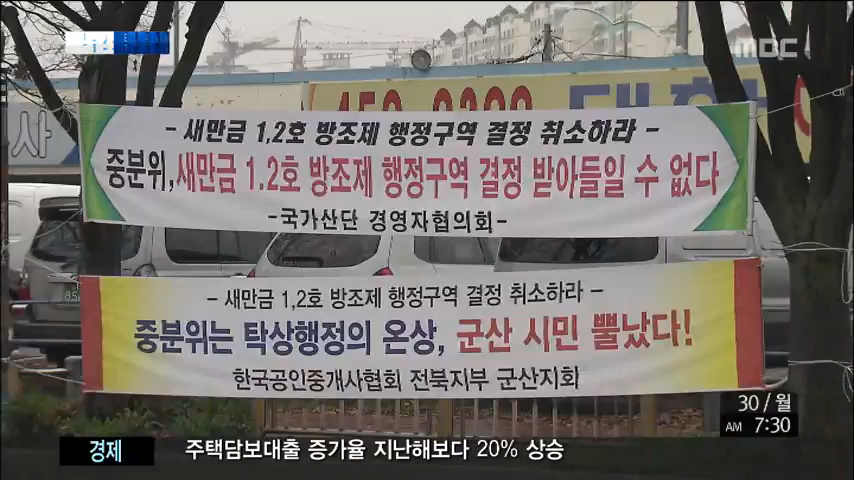 MBC
사
- 새만금 1,2호 방조제 행정구역 결정 취소하라 -
중분위, 새만금 1.2호 방조제 행정구역 결정 받아들일 수 없다
-국가산단 경영자협의회-
- 새만금 1,2호 방조제 행정구역 결정 취소하라 -
중분위는 탁상행정의 온상, 군산 시민 뿔났다!
한국공인중개사협회 전북지부 군산지회
30 / 월
AM 7:30
경제 주택담보대출 증가율 지난해보다 20% 상승